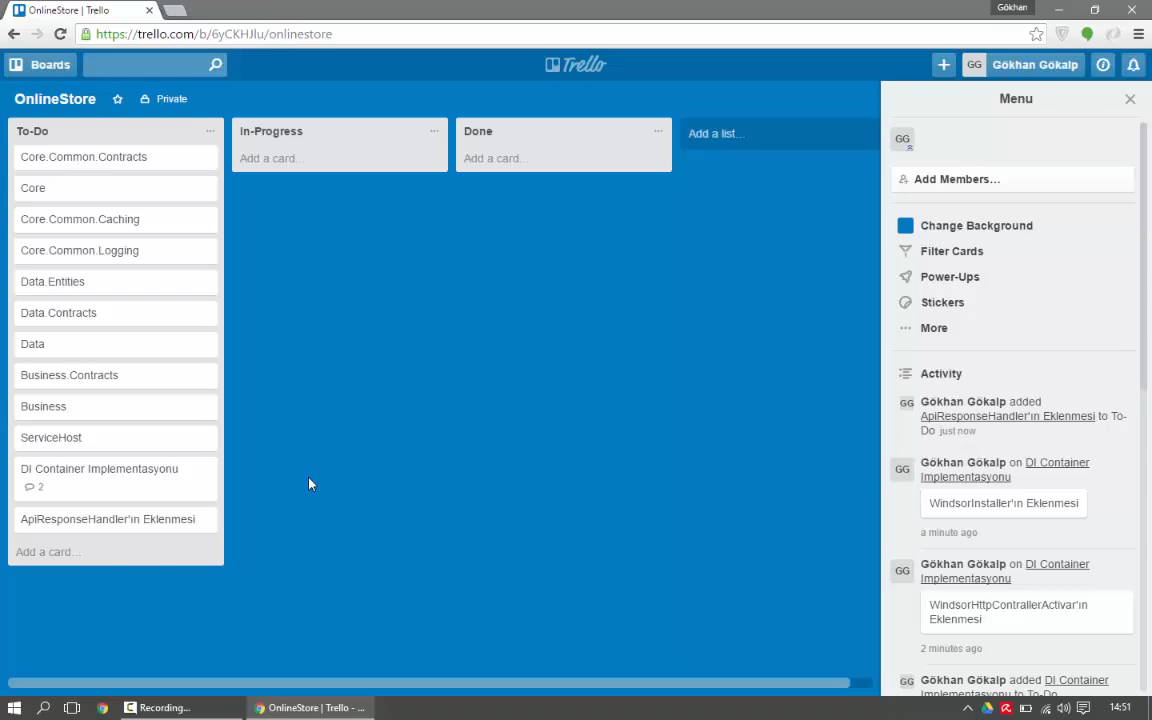 OnlineStore | Trello
Gökhan
https://trello.com/b/6yCKHJlu/onlinestore
Boards
Trello
GG
Gökhan Gökalp
OnlineStore
Private
To-Do
Core.Common.Contracts
Core
Core.Common.Caching
Core.Common.Logging
Data.Entities
Data.Contracts
Data
Business.Contracts
Business
ServiceHost
DI Container Implementasyonu
2
ApiResponseHandler'ın Eklenmesi
Add a card...
In-Progress
Add a card...
Done
Add a card...
Add a list...
Menu
GG
Add Members...
Change Background
Filter Cards
Power-Ups
Stickers
More
Activity
GG
Gökhan Gökalp added
ApiResponseHandler'ın Eklenmesi to To-
Do just now
GG
Gökhan Gökalp on DI Container
Implementasyonu
WindsorInstaller'ın Eklenmesi
a minute ago
GG
Gökhan Gökalp on DI Container
Implementasyonu
WindsorHttpContrallerActivar'ın
Eklenmesi
2 minutes ago
GG
Gökhan Gökalp added DI Container
Implementasyonu to To-Do
Recording...
OnlineStore | Trello - ...
14:51